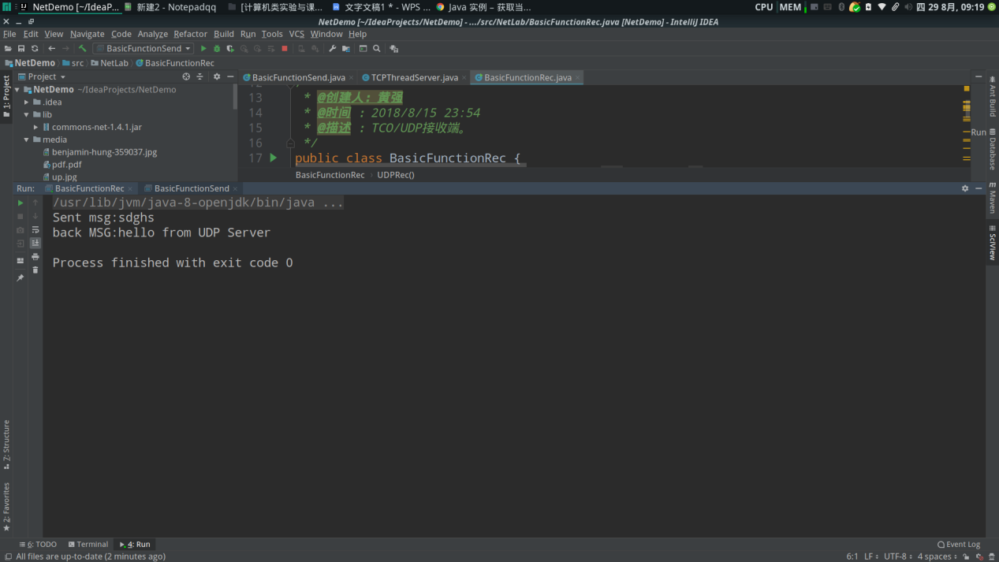 NetDemo [~/IdeaP... 新建2 - Notepadqq [计算机类实验与课... 文字文稿1 * - WPS ... Java 实例 – 获取当... CPU MEM 四 29 8月, 09:19
NetDemo [~/IdeaProjects/NetDemo] - .../src/NetLab/BasicFunctionRec.java [NetDemo] - IntelliJ IDEA
File Edit View Navigate Code Analyze Refactor Build Run Tools VCS Window Help
BasicFunctionSend
NetDemo src NetLab BasicFunctionRec
1: Project
Project
BasicFunctionSend.java TCPThreadServer.java BasicFunctionRec.java
NetDemo ~/IdeaProjects/NetDemo
.idea
lib
commons-net-1.4.1.jar
media
benjamin-hung-359037.jpg
pdf.pdf
up.jpg
13 * @创建人: 黄强
14 * @时间 : 2018/8/15 23:54
15 * @描述 : TCO/UDP接收端。
16 */
17 public class BasicFunctionRec {
BasicFunctionRec › UDPRec()
Run
Ant Build
Database
Maven
SciView
Run: BasicFunctionRec BasicFunctionSend
/usr/lib/jvm/java-8-openjdk/bin/java ...
Sent msg:sdghs
back MSG:hello from UDP Server
Process finished with exit code 0
7: Structure
2: Favorites
6: TODO Terminal 4: Run Event Log
All files are up-to-date (2 minutes ago) 6:1 LF UTF-8 4 spaces